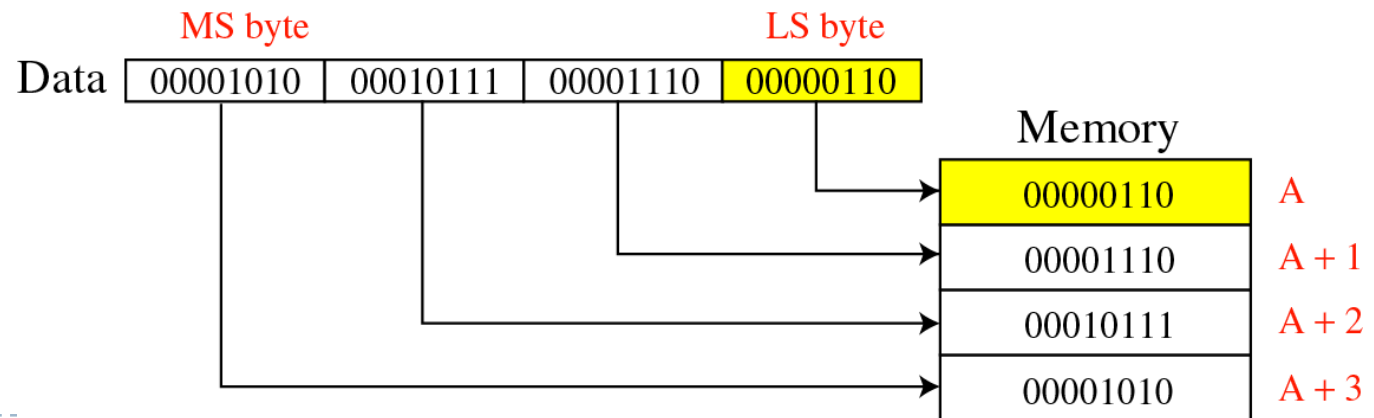 MS byte LS byte
Data 00001010 00010111 00001110 00000110
Memory
00000110 A
00001110 A + 1
00010111 A + 2
00001010 A + 3